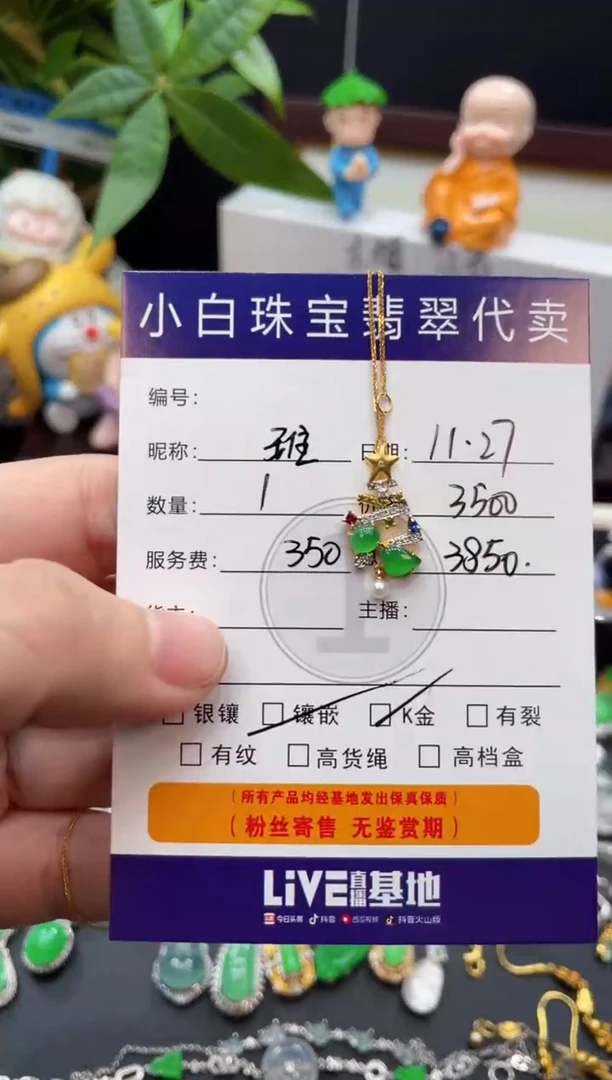 小白珠宝翡翠代卖
编号:
昵称: 班 日期: 11·27
数量: 1 3500
服务费: 350 3850.
主播:
银镶 镶嵌 K金 有裂
有纹 高货绳 高档盒
(所有产品均经基地发出保真保质)
(粉丝寄售 无鉴赏期)
LiVE直播基地
今日头条 抖音 西瓜视频 抖音火山版